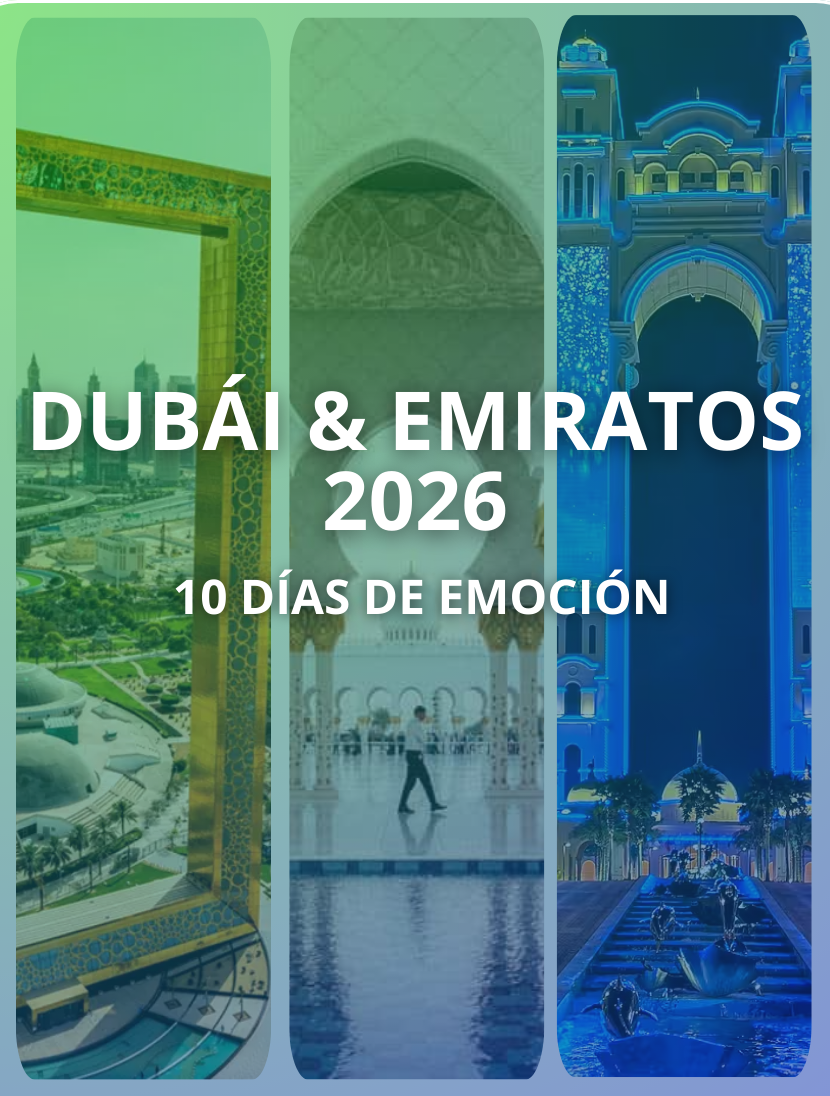 DUBÁI & EMIRATOS
2026
10 DÍAS DE EMOCIÓN